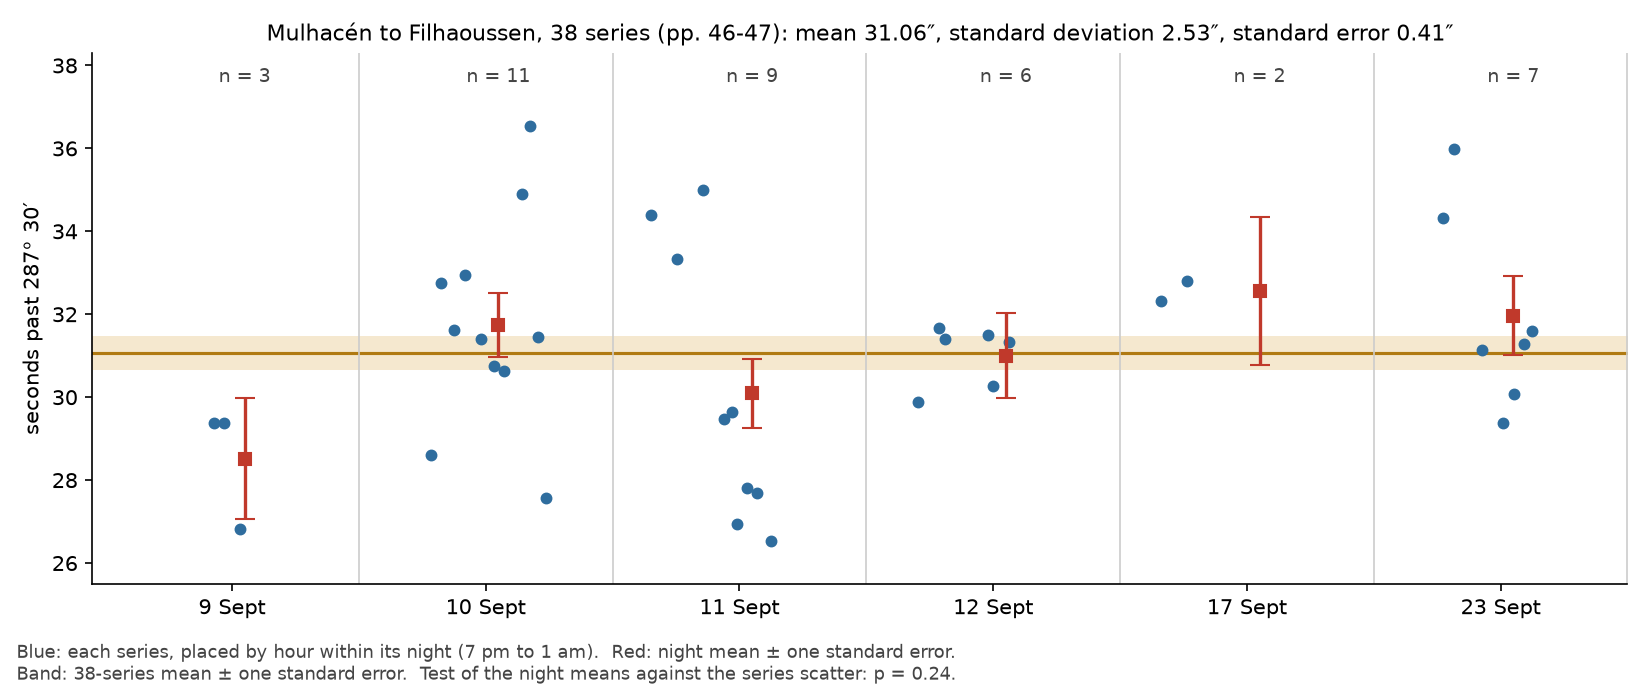 Mulhacén to Filhaoussen, 38 series (pp. 46-47): mean 31.06″, standard deviation 2.53″, standard error 0.41″
n = 3
n = 11
n = 9
n = 6
n = 2
n = 7
seconds past 287° 30′
38
36
34
32
30
28
26
9 Sept
10 Sept
11 Sept
12 Sept
17 Sept
23 Sept
Blue: each series, placed by hour within its night (7 pm to 1 am).  Red: night mean ± one standard error.
Band: 38-series mean ± one standard error.  Test of the night means against the series scatter: p = 0.24.